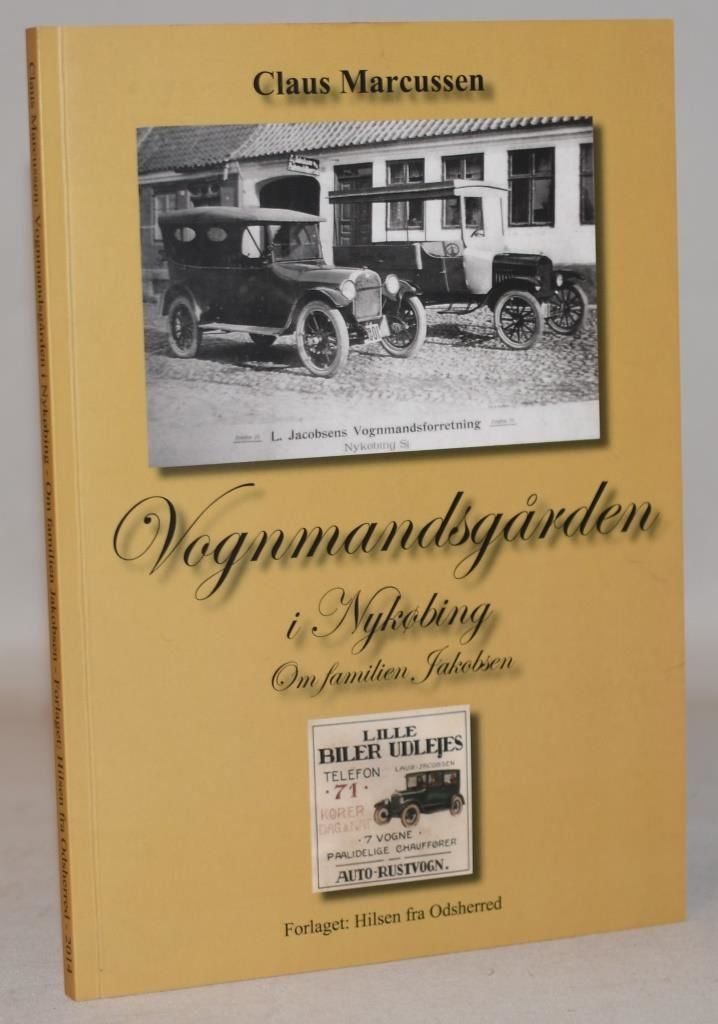 Claus Marcussen: Vognmandsgården i Nykøbing - Om familien Jakobsen - Forlaget: Hilsen fra Odsherred - 2014
Claus Marcussen
L. Jacobsens Vognmandsforretning
Nykøbing Sj
Vognmandsgården
i Nykøbing
Om familien Jakobsen
LILLE
BILER UDLEJES
TELEFON
LAUR. JACOBSEN
· 71 ·
KØRER
DAG & NAT
· 7 VOGNE ·
PAALIDELIGE CHAUFFØRER
AUTO-RUSTVOGN.
Forlaget: Hilsen fra Odsherred